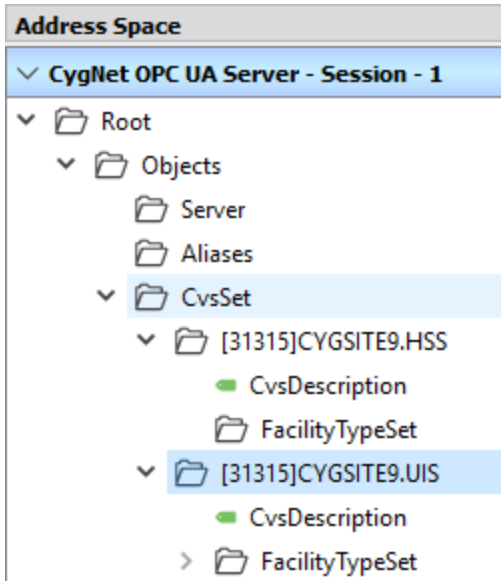 Address Space
CygNet OPC UA Server - Session - 1
Root
Objects
Server
Aliases
CvsSet
[31315]CYGSITE9.HSS
CvsDescription
FacilityTypeSet
[31315]CYGSITE9.UIS
CvsDescription
FacilityTypeSet